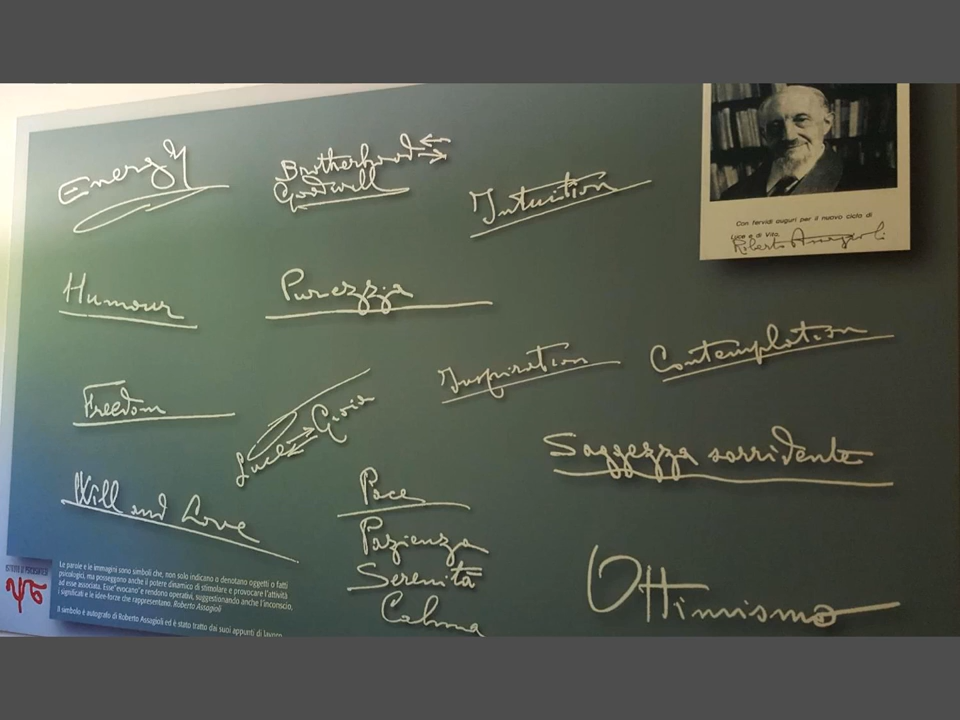 Energy
Brotherhood
Goodwill
Intuition
Con fervidi auguri per il nuovo ciclo di
Luce e di Vita
Roberto Assagioli
Humour
Purezza
Inspiration
Contemplation
Freedom
Luce Gioia
Saggezza sorridente
Will and Love
Pace
Pazienza
Serenità
Calma
Ottimismo
ISTITUTO DI PSICOSINTESI
Le parole e le immagini sono simboli che, non solo indicano o denotano oggetti o fatti
psicologici, ma posseggono anche il potere dinamico di stimolare e provocare l'attività
ad esse associata. Esse "evocano" e rendono operativi, suggestionando anche l'inconscio,
i significati e le idee-forze che rappresentano. Roberto Assagioli
Il simbolo è autografo di Roberto Assagioli ed è stato tratto dai suoi appunti di lavoro